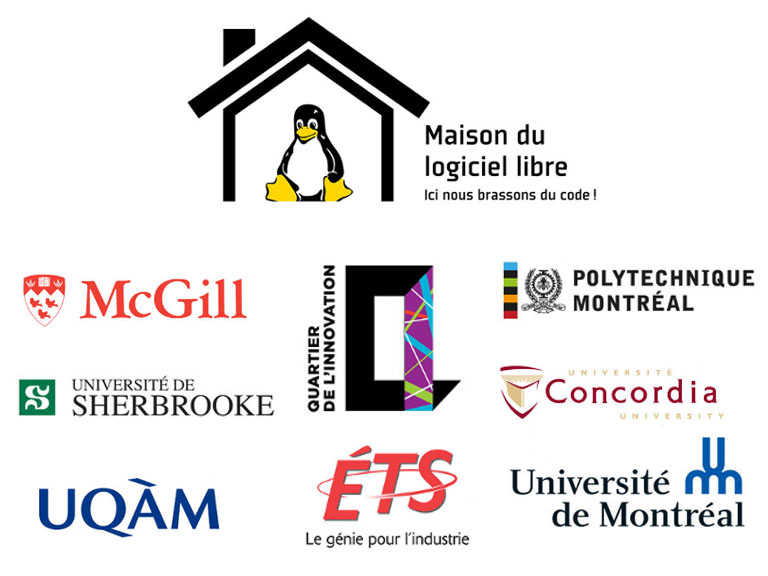 Maison du
logiciel libre
Ici nous brassons du code !
McGill
QUARTIER
DE L'INNOVATION
POLYTECHNIQUE
MONTRÉAL
UNIVERSITÉ DE
SHERBROOKE
UNIVERSITÉ
Concordia
UNIVERSITY
UQÀM
ÉTS
Le génie pour l'industrie
Université
de Montréal